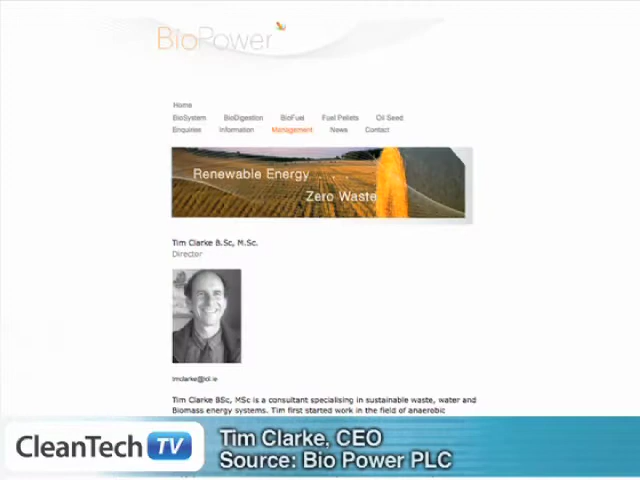 BioPower
Home
BioSystem BioDigestion BioFuel Fuel Pellets Oil Seed
Enquiries Information Management News Contact
Renewable Energy . . . .
Zero Waste
Tim Clarke B.Sc, M.Sc.
Director
Tim Clarke BSc, MSc is a consultant specialising in sustainable waste, water and
Biomass energy systems. Tim first started work in the field of anaerobic
CleanTech TV
Tim Clarke, CEO
Source: Bio Power PLC